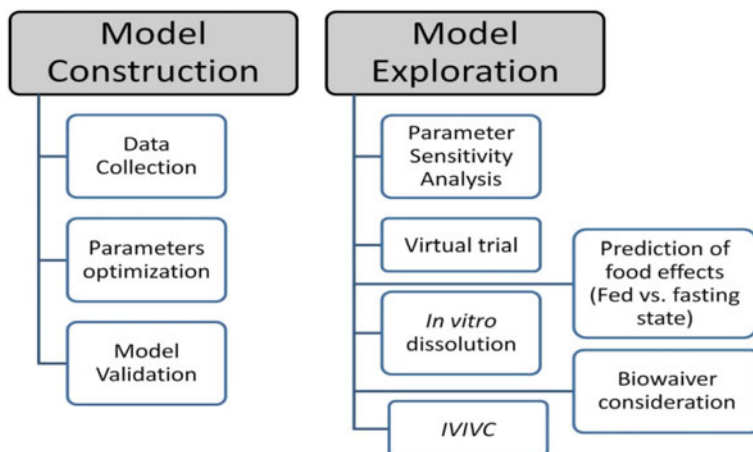 Model
Construction
Data
Collection
Parameters
optimization
Model
Validation
Model
Exploration
Parameter
Sensitivity
Analysis
Virtual trial
Prediction of
food effects
(Fed vs. fasting
state)
In vitro
dissolution
Biowaiver
consideration
IVIVC